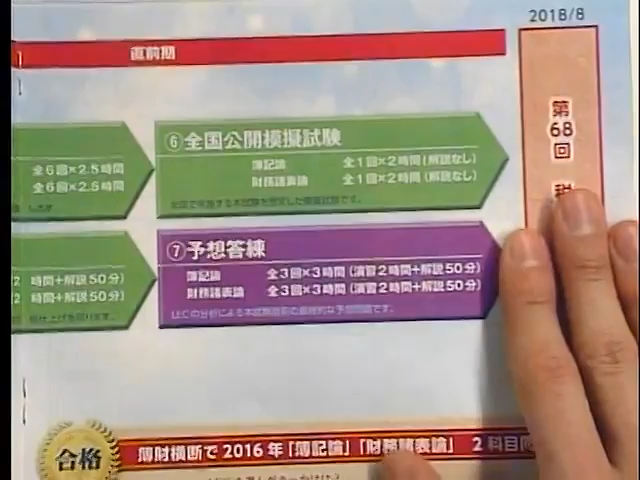 2018/8
直前期
第68回
⑥全国公開模擬試験
簿記論 全1回×2時間(解説なし)
財務諸表論 全1回×2時間(解説なし)
全6回×2.5時間
全6回×2.5時間
⑦予想答練
簿記論 全3回×3時間(演習2時間+解説50分)
財務諸表論 全3回×3時間(演習2時間+解説50分)
時間+解説50分)
時間+解説50分)
合格
簿財横断で2016年「簿記論」「財務諸表論」2科目